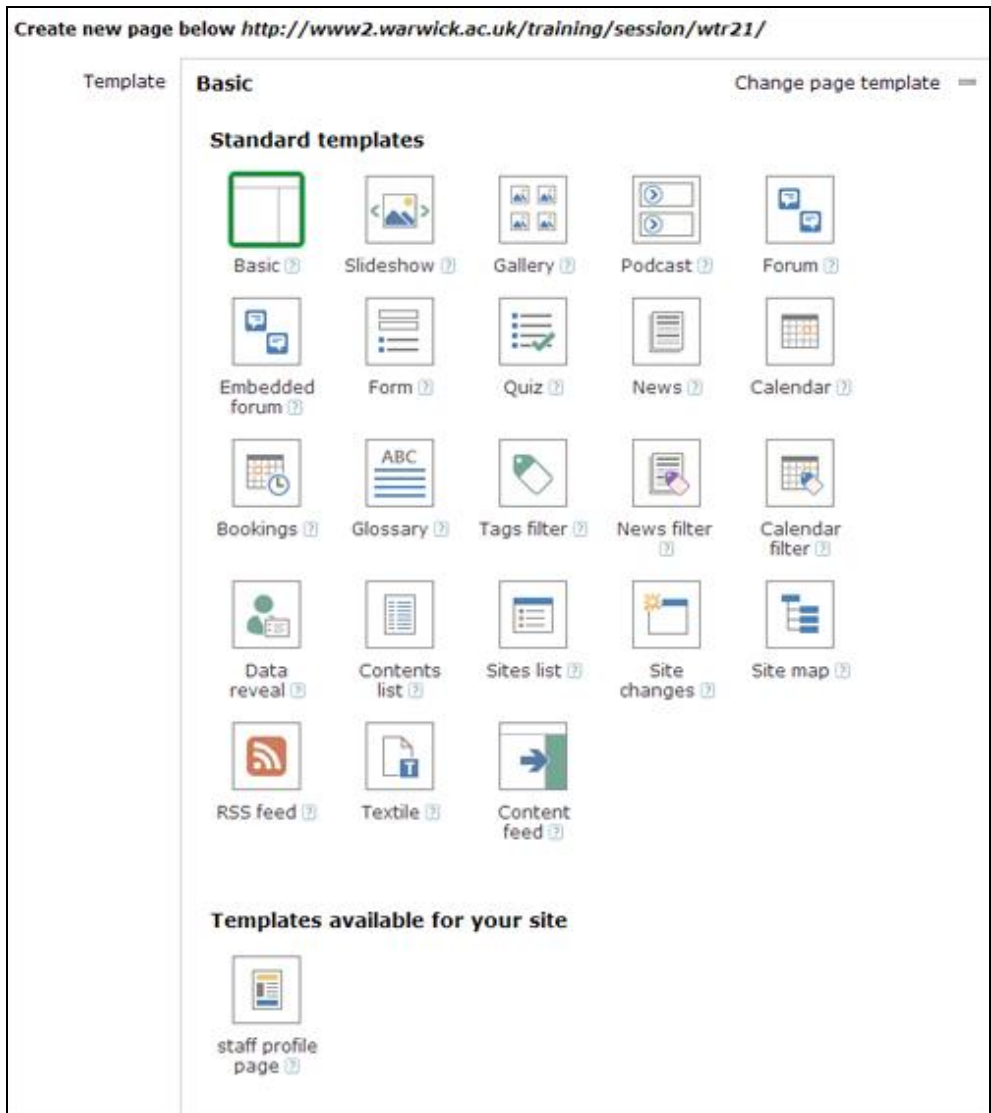 Create new page below http://www2.warwick.ac.uk/training/session/wtr21/
Template Basic Change page template
Standard templates
Basic ? Slideshow ? Gallery ? Podcast ? Forum ?
Embedded forum ? Form ? Quiz ? News ? Calendar ?
ABC
Bookings ? Glossary ? Tags filter ? News filter ? Calendar filter ?
Data reveal ? Contents list ? Sites list ? Site changes ? Site map ?
T
RSS feed ? Textile ? Content feed ?
Templates available for your site
staff profile
page ?